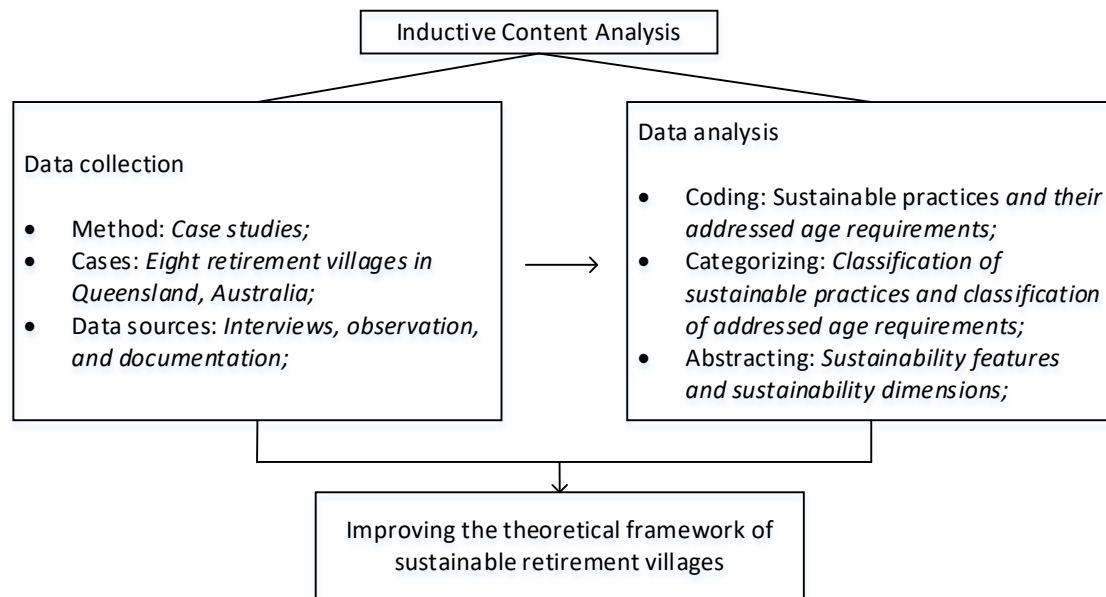 Inductive Content Analysis
Data collection
• Method: Case studies;
• Cases: Eight retirement villages in
Queensland, Australia;
• Data sources: Interviews, observation,
and documentation;
Data analysis
• Coding: Sustainable practices and their
addressed age requirements;
• Categorizing: Classification of
sustainable practices and classification
of addressed age requirements;
• Abstracting: Sustainability features
and sustainability dimensions;
Improving the theoretical framework of
sustainable retirement villages